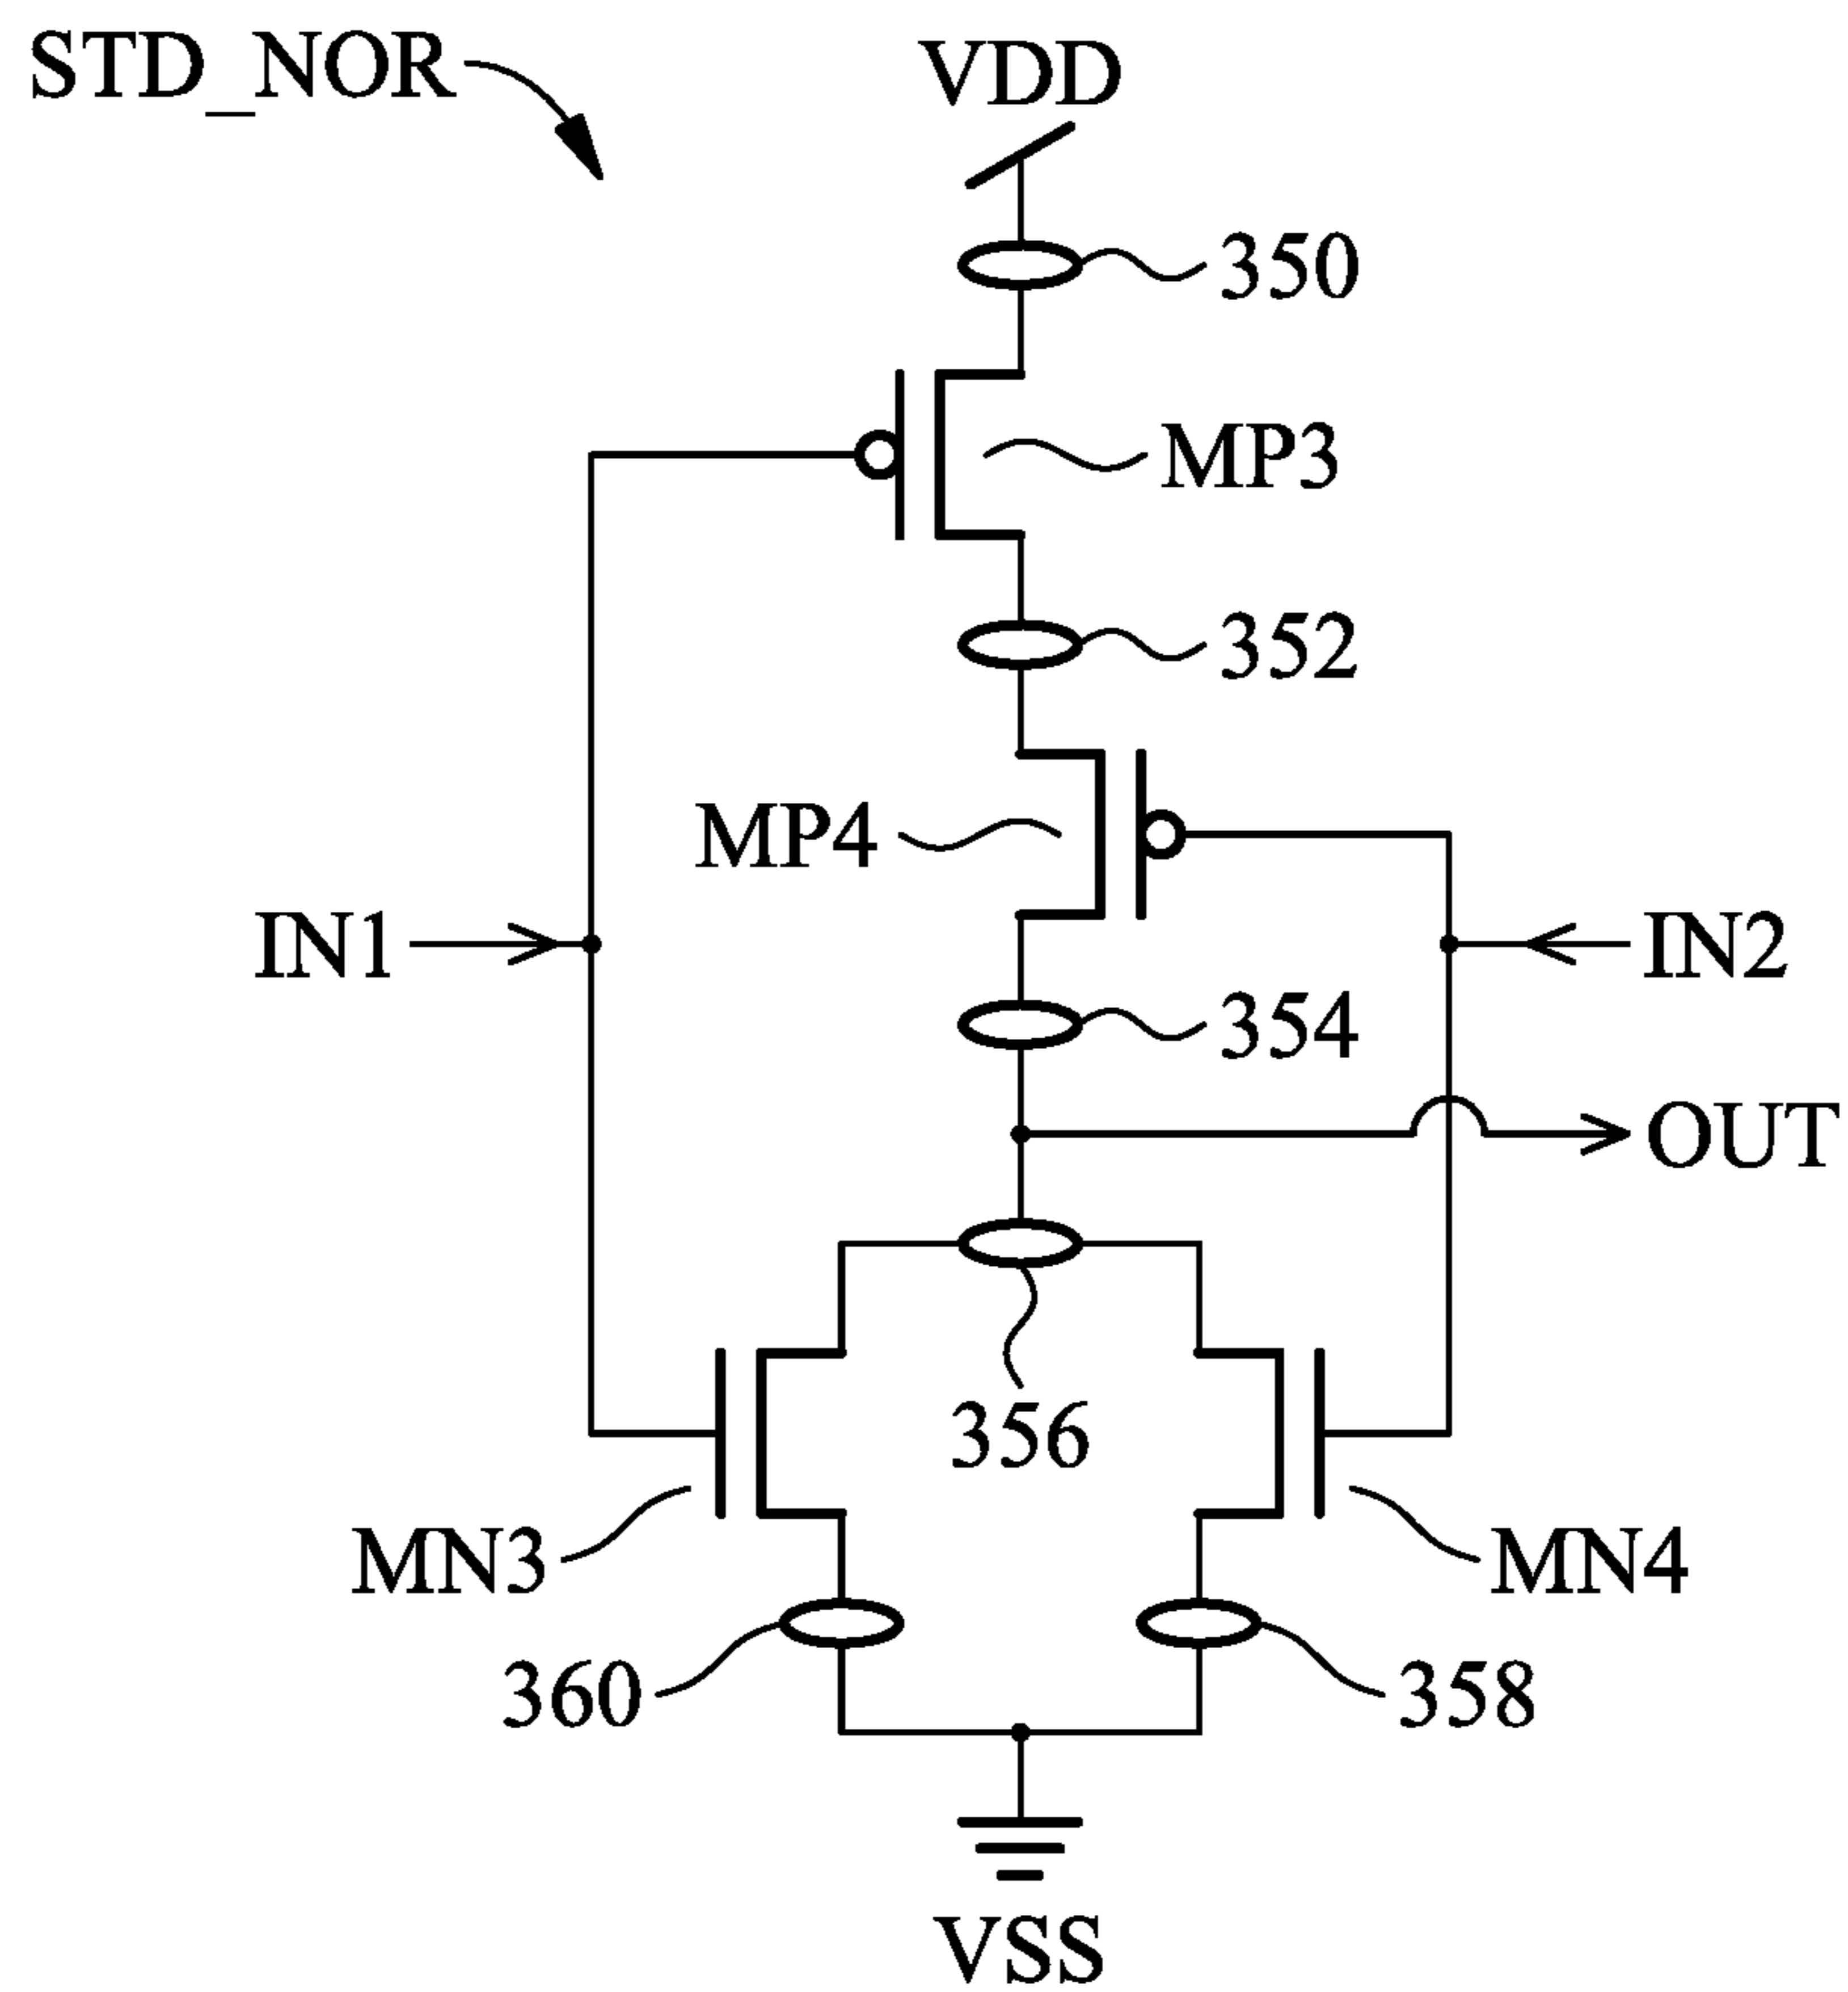 STD_NOR
VDD
350
MP3
352
MP4
IN1
IN2
354
OUT
356
MN3
MN4
360
358
VSS